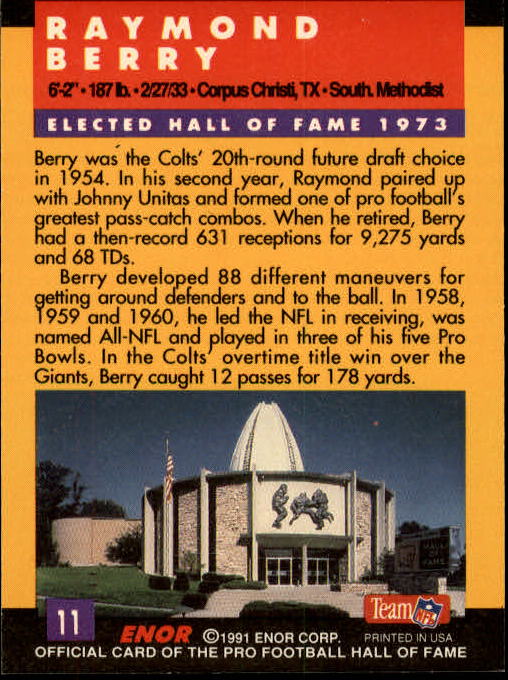 RAYMOND
BERRY
6'-2" • 187 lb. • 2/27/33 • Corpus Christi, TX • South. Methodist
ELECTED HALL OF FAME 1973
Berry was the Colts' 20th-round future draft choice
in 1954. In his second year, Raymond paired up
with Johnny Unitas and formed one of pro football's
greatest pass-catch combos. When he retired, Berry
had a then-record 631 receptions for 9,275 yards
and 68 TDs.
Berry developed 88 different maneuvers for
getting around defenders and to the ball. In 1958,
1959 and 1960, he led the NFL in receiving, was
named All-NFL and played in three of his five Pro
Bowls. In the Colts' overtime title win over the
Giants, Berry caught 12 passes for 178 yards.
HALL OF FAME
Team NFL
11 ENOR ©1991 ENOR CORP. PRINTED IN USA
OFFICIAL CARD OF THE PRO FOOTBALL HALL OF FAME